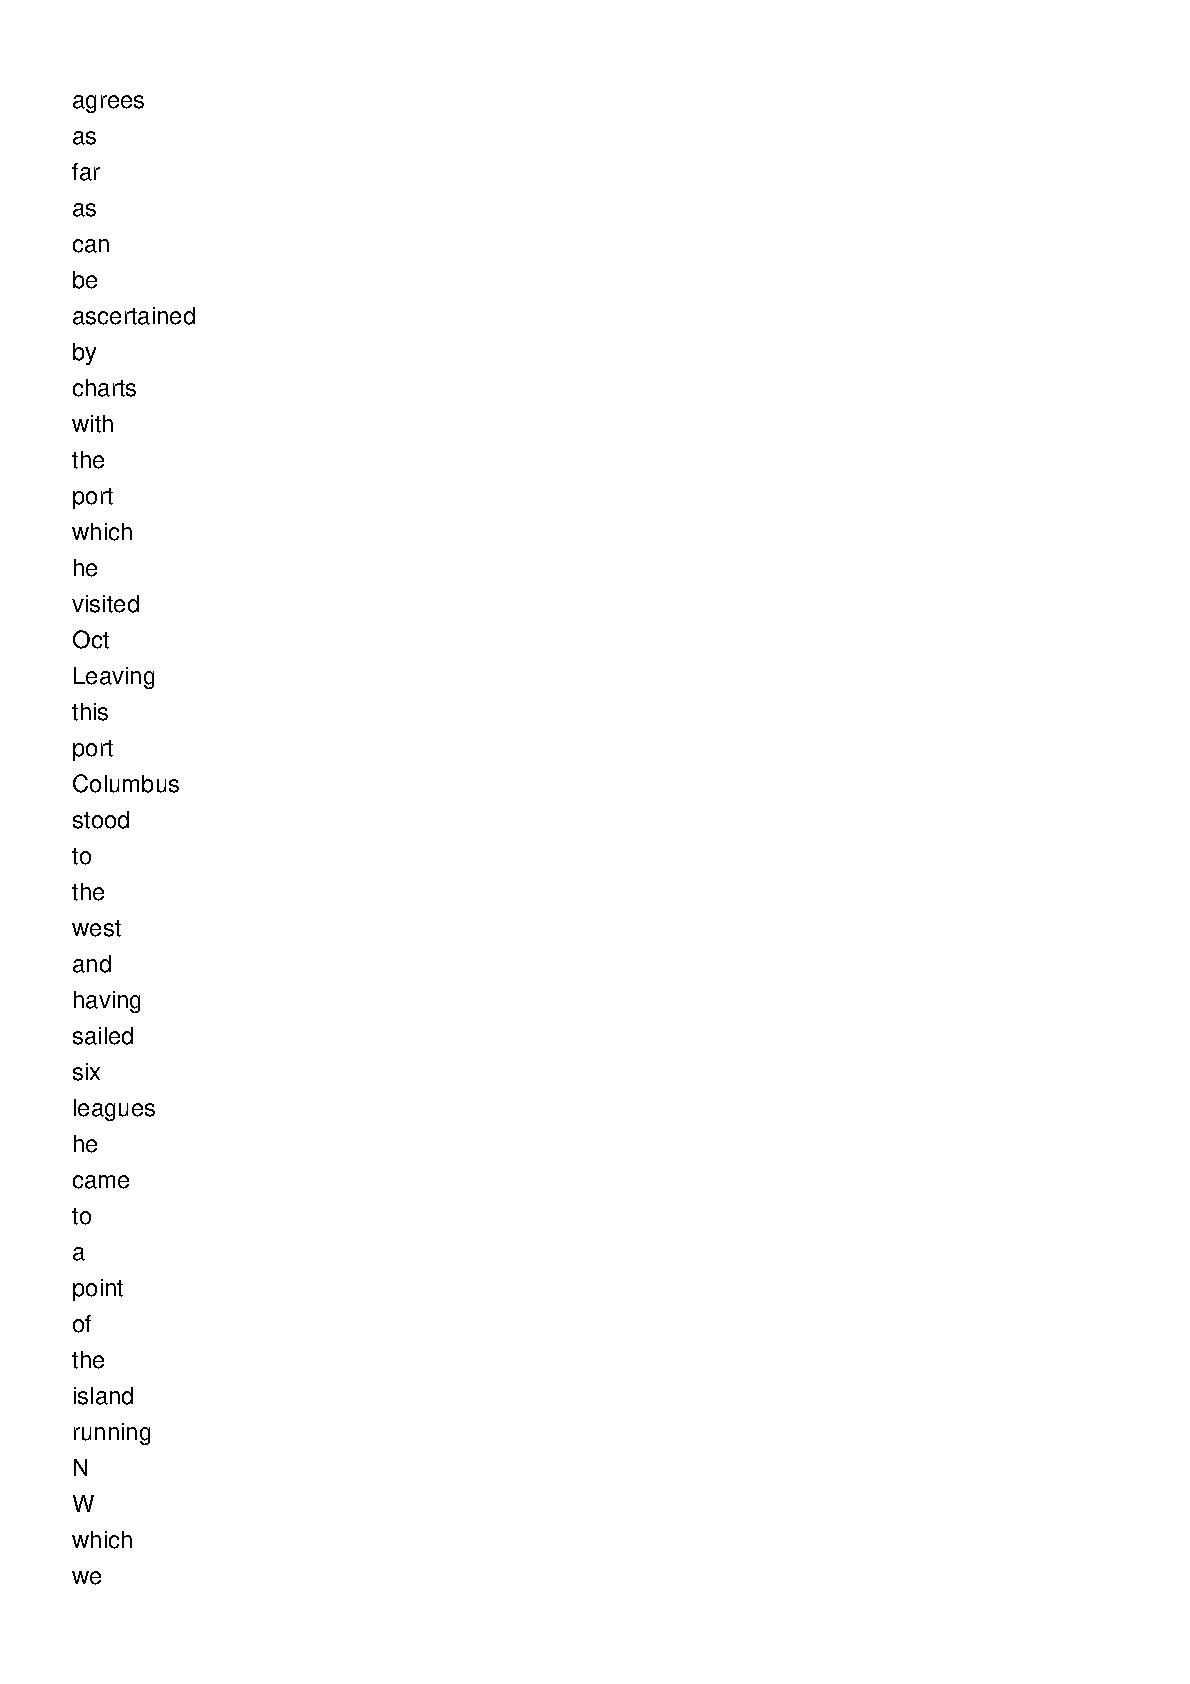 agrees
as
far
as
can
be
ascertained
by
charts
with
the
port
which
he
visited
Oct
Leaving
this
port
Columbus
stood
to
the
west
and
having
sailed
six
leagues
he
came
to
a
point
of
the
island
running
N
W
which
we